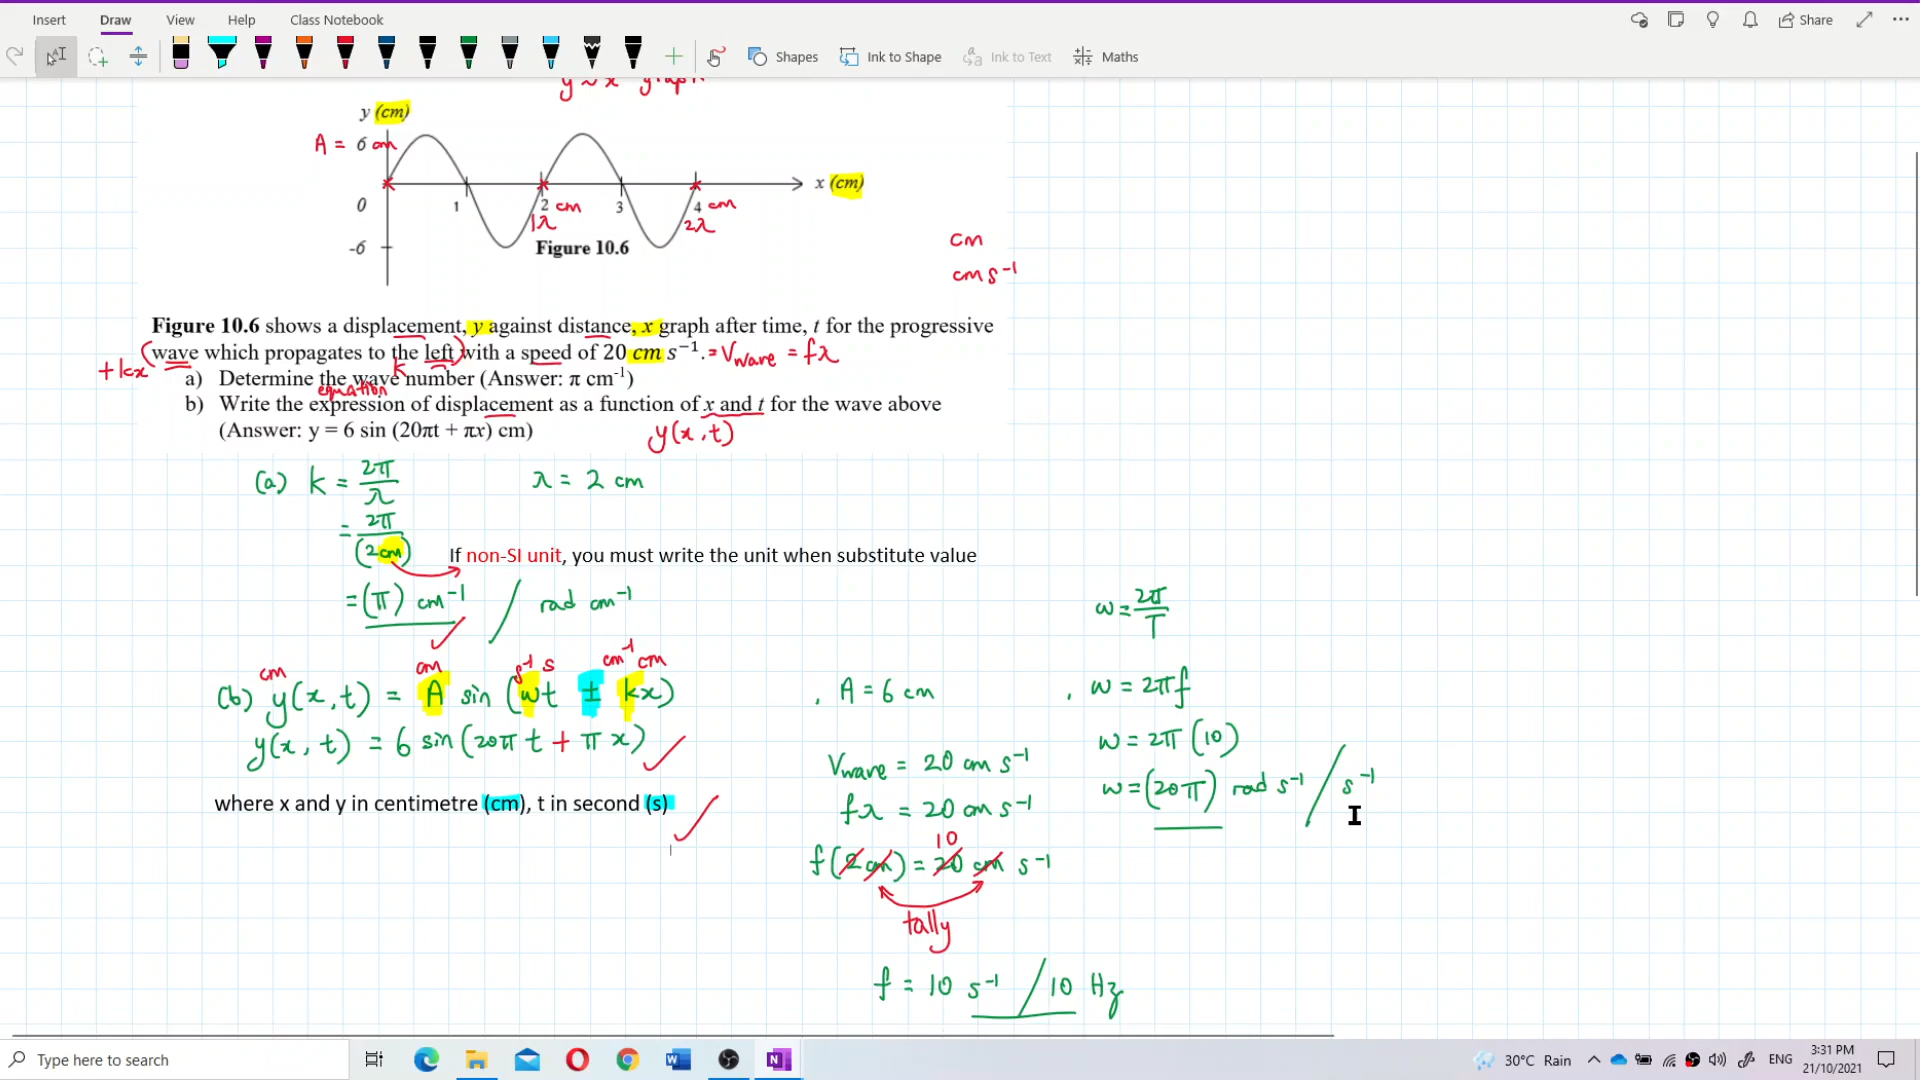 Insert Draw View Help Class Notebook Share
Shapes Ink to Shape Ink to Text Maths
y ~ x graph
y (cm)
A = 6 cm
x (cm)
0 1 2 cm 3 4 cm
1λ 2λ
-6 Figure 10.6
cm
cm s⁻¹
Figure 10.6 shows a displacement, y against distance, x graph after time, t for the progressive
wave which propagates to the left with a speed of 20 cm s⁻¹. = Vwave = fλ
+kx
k
a) Determine the wave number (Answer: π cm⁻¹)
equation
b) Write the expression of displacement as a function of x and t for the wave above
(Answer: y = 6 sin (20πt + πx) cm)
y(x,t)
(a) k = 2π/λ λ = 2 cm
= 2π/(2cm)
If non-SI unit, you must write the unit when substitute value
= (π) cm⁻¹ / rad cm⁻¹
ω = 2π/T
cm cm s⁻¹ s cm⁻¹ cm
(b) y(x,t) = A sin (ωt ± kx)
y(x,t) = 6 sin(20π t + π x)
where x and y in centimetre (cm), t in second (s)
, A = 6 cm
Vwave = 20 cm s⁻¹
fλ = 20 cm s⁻¹
10
f(2cm) = 20 cm s⁻¹
tally
f = 10 s⁻¹ / 10 Hz
, ω = 2πf
ω = 2π(10)
ω = (20π) rad s⁻¹ / s⁻¹
Type here to search
30°C Rain ENG 3:31 PM
21/10/2021